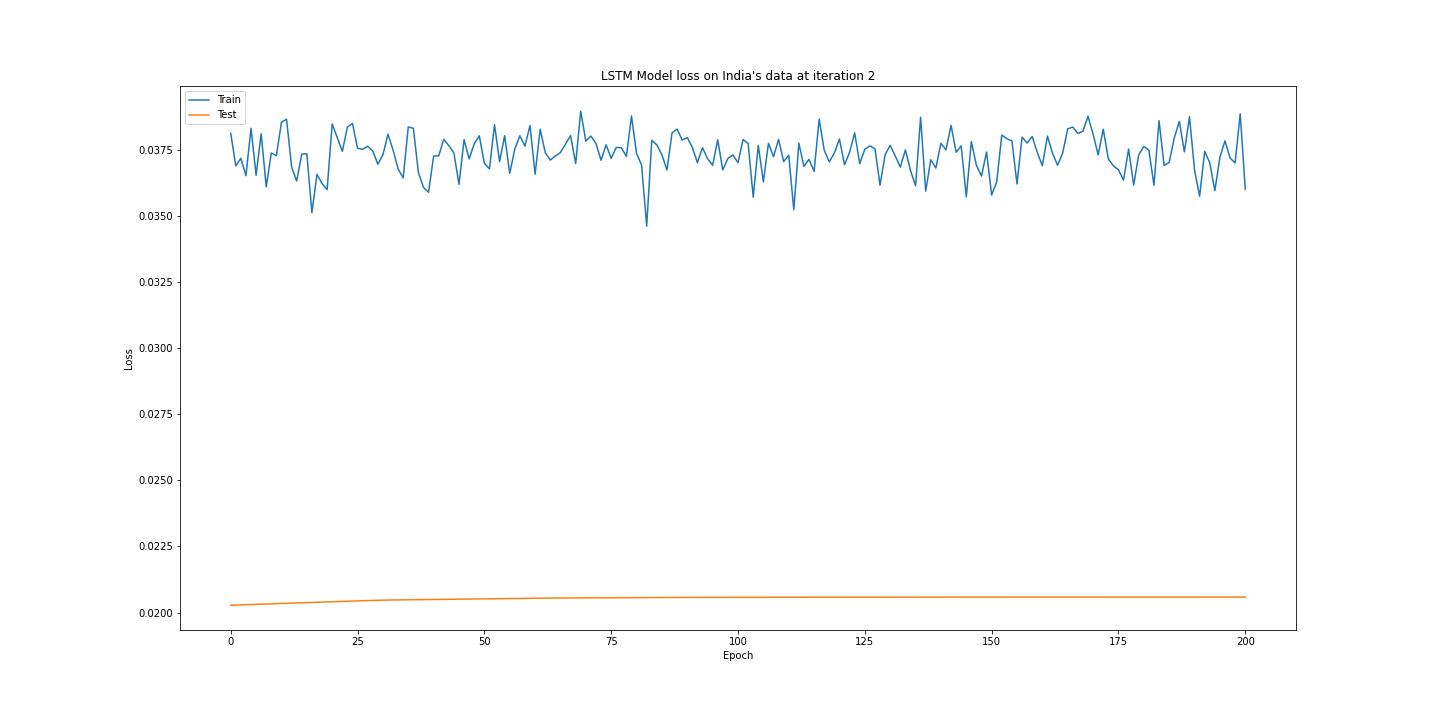 LSTM Model loss on India's data at iteration 2
Train
Test
0.0375
0.0350
0.0325
0.0300
0.0275
0.0250
0.0225
0.0200
Loss
0 25 50 75 100 125 150 175 200
Epoch